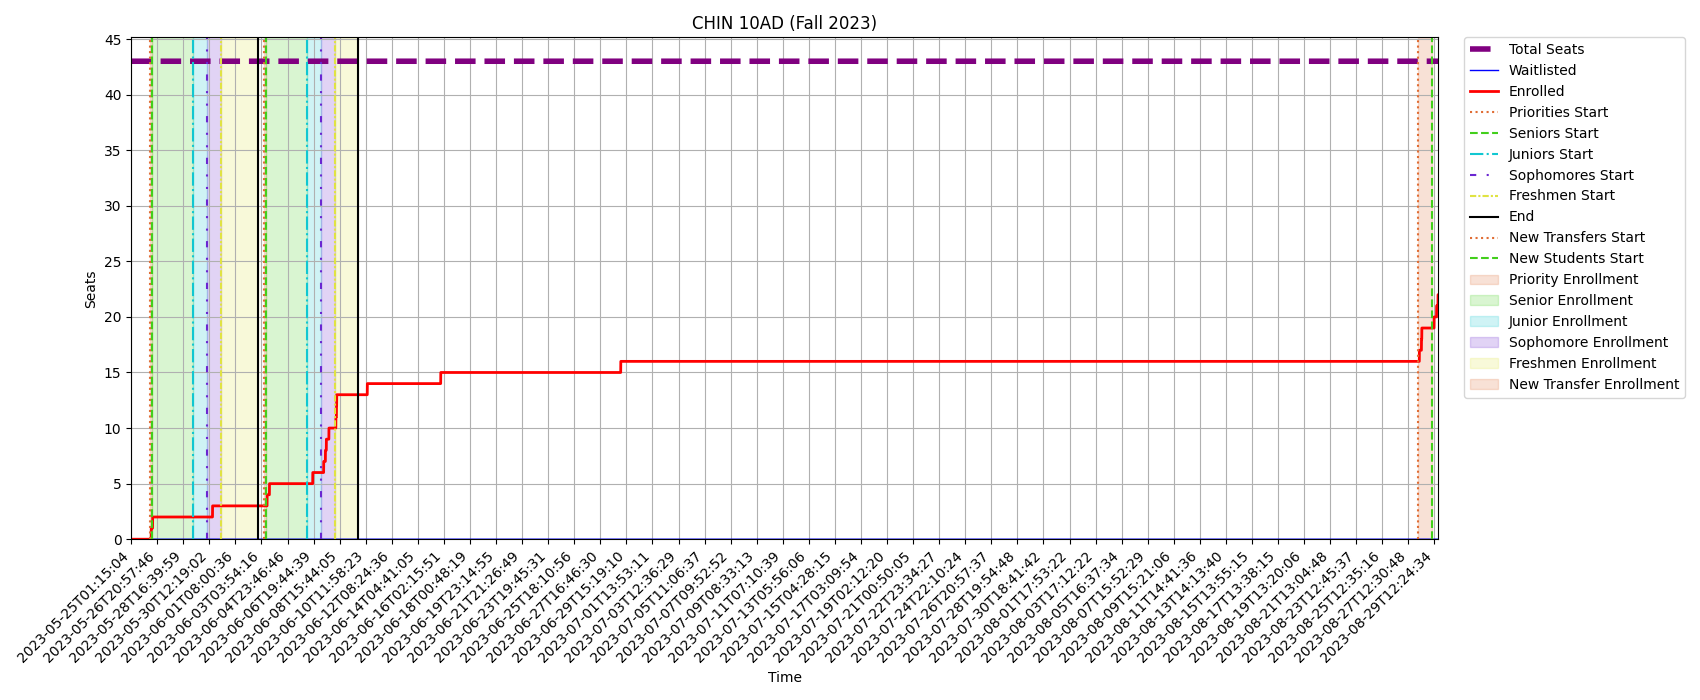 CHIN 10AD (Fall 2023)
45
40
35
30
25
20
15
10
5
0
Seats
2023-05-25T01:15:04
2023-05-26T20:57:46
2023-05-28T16:39:59
2023-05-30T12:19:02
2023-06-01T08:00:36
2023-06-03T03:54:16
2023-06-04T23:46:46
2023-06-06T19:44:39
2023-06-08T15:44:05
2023-06-10T11:58:23
2023-06-12T08:24:36
2023-06-14T04:41:05
2023-06-16T02:15:51
2023-06-18T00:48:19
2023-06-19T23:14:55
2023-06-21T21:26:49
2023-06-23T19:45:31
2023-06-25T18:10:56
2023-06-27T16:46:30
2023-06-29T15:19:10
2023-07-01T13:53:11
2023-07-03T12:36:29
2023-07-05T11:06:37
2023-07-07T09:52:52
2023-07-09T08:33:13
2023-07-11T07:10:39
2023-07-13T05:56:06
2023-07-15T04:28:15
2023-07-17T03:09:54
2023-07-19T02:12:20
2023-07-21T00:50:05
2023-07-22T23:34:27
2023-07-24T22:10:24
2023-07-26T20:57:37
2023-07-28T19:54:48
2023-07-30T18:41:42
2023-08-01T17:53:22
2023-08-03T17:12:22
2023-08-05T16:37:34
2023-08-07T15:52:29
2023-08-09T15:21:06
2023-08-11T14:41:36
2023-08-13T14:13:40
2023-08-15T13:55:15
2023-08-17T13:38:15
2023-08-19T13:20:06
2023-08-21T13:04:48
2023-08-23T12:45:37
2023-08-25T12:35:16
2023-08-27T12:30:48
2023-08-29T12:24:34
Time
Total Seats
Waitlisted
Enrolled
Priorities Start
Seniors Start
Juniors Start
Sophomores Start
Freshmen Start
End
New Transfers Start
New Students Start
Priority Enrollment
Senior Enrollment
Junior Enrollment
Sophomore Enrollment
Freshmen Enrollment
New Transfer Enrollment